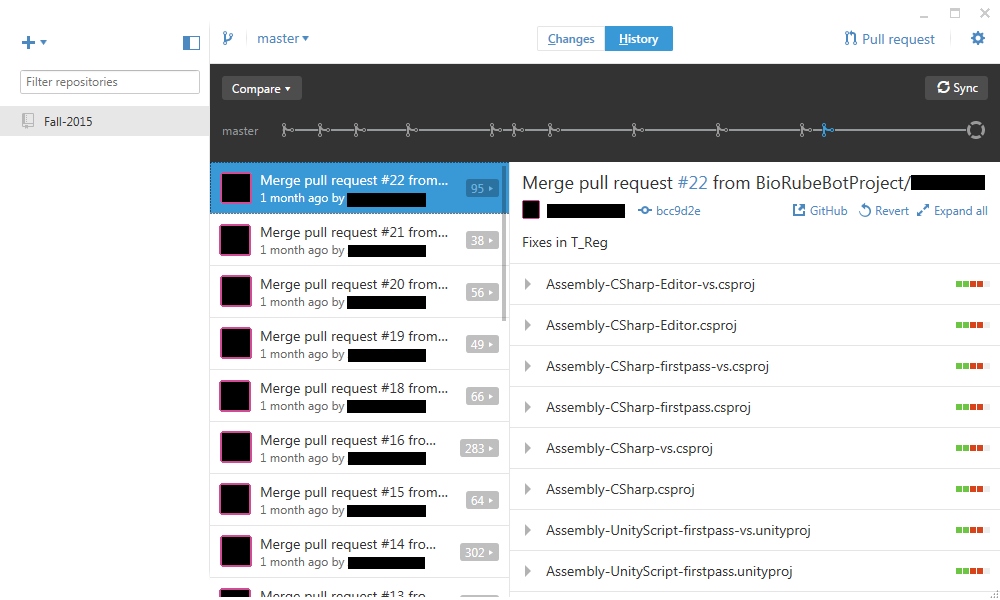 master
Changes
History
Pull request
Filter repositories
Fall-2015
Compare
Sync
master
Merge pull request #22 from...
95
1 month ago by
Merge pull request #21 from...
38
1 month ago by
Merge pull request #20 from...
56
1 month ago by
Merge pull request #19 from...
49
1 month ago by
Merge pull request #18 from...
66
1 month ago by
Merge pull request #16 fro...
283
1 month ago by
Merge pull request #15 from...
64
1 month ago by
Merge pull request #14 fro...
302
1 month ago by
Merge pull request #13 from
Merge pull request #22 from BioRubeBotProject/
bcc9d2e
GitHub
Revert
Expand all
Fixes in T_Reg
Assembly-CSharp-Editor-vs.csproj
Assembly-CSharp-Editor.csproj
Assembly-CSharp-firstpass-vs.csproj
Assembly-CSharp-firstpass.csproj
Assembly-CSharp-vs.csproj
Assembly-CSharp.csproj
Assembly-UnityScript-firstpass-vs.unityproj
Assembly-UnityScript-firstpass.unityproj